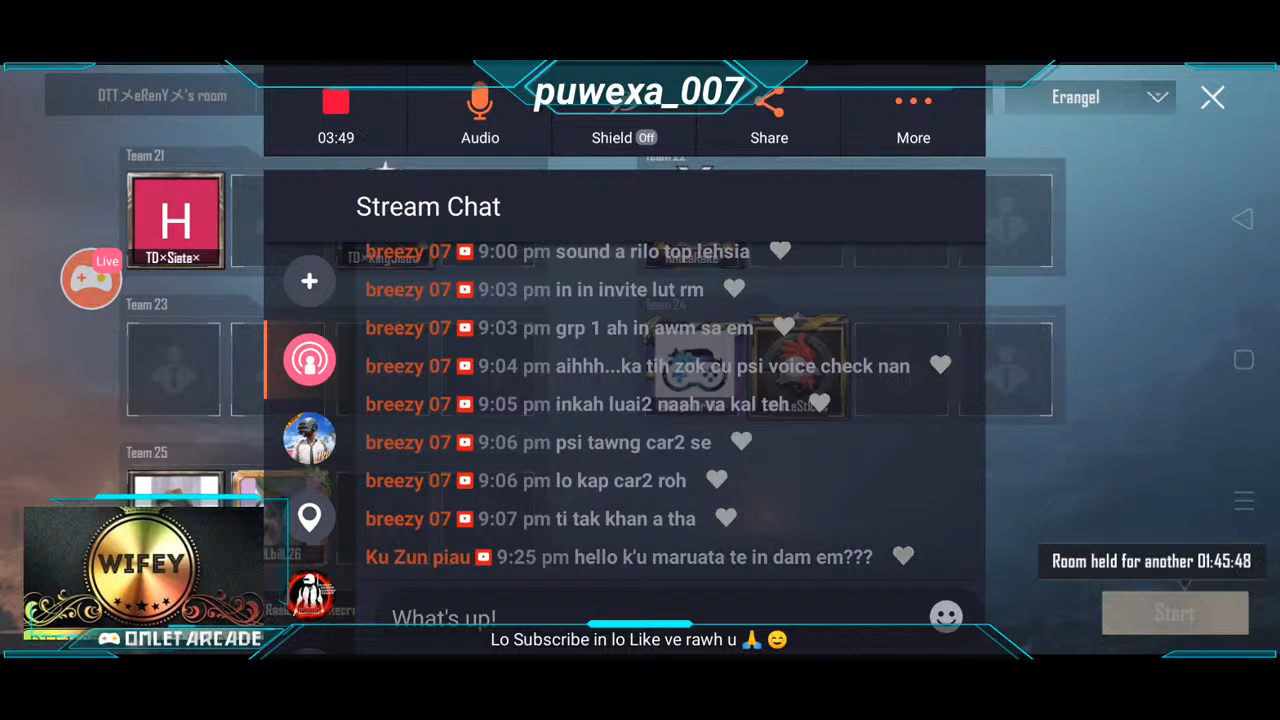 puwexa_007
DTTメeRenYメ's room
Erangel
03:49
Audio
Shield Off
Share
More
Team 21
Team 22
H
TD×Siata×
Live
Stream Chat
breezy 07 9:00 pm sound a rilo top lehsia
breezy 07 9:03 pm in in invite lut rm
breezy 07 9:03 pm grp 1 ah in awm sa em
breezy 07 9:04 pm aihhh...ka tih zok cu psi voice check nan
breezy 07 9:05 pm inkah luai2 naah va kal teh
breezy 07 9:06 pm psi tawng car2 se
breezy 07 9:06 pm lo kap car2 roh
breezy 07 9:07 pm ti tak khan a tha
Ku Zun piau 9:25 pm hello k'u maruata te in dam em???
Team 23
Team 24
Team 25
WIFEY
OMLET ARCADE
Room held for another 01:45:48
Start
What's up!
Lo Subscribe in lo Like ve rawh u 🙏 😊